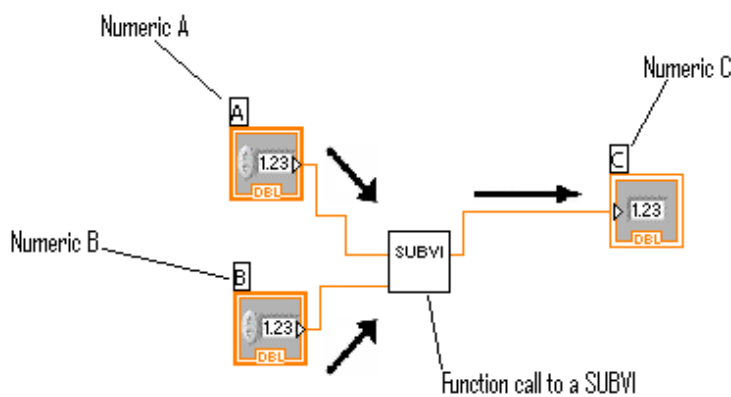 Numeric A
Numeric C
A
1.23
DBL
C
1.23
DBL
SUBVI
Numeric B
B
1.23
DBL
Function call to a SUBVI